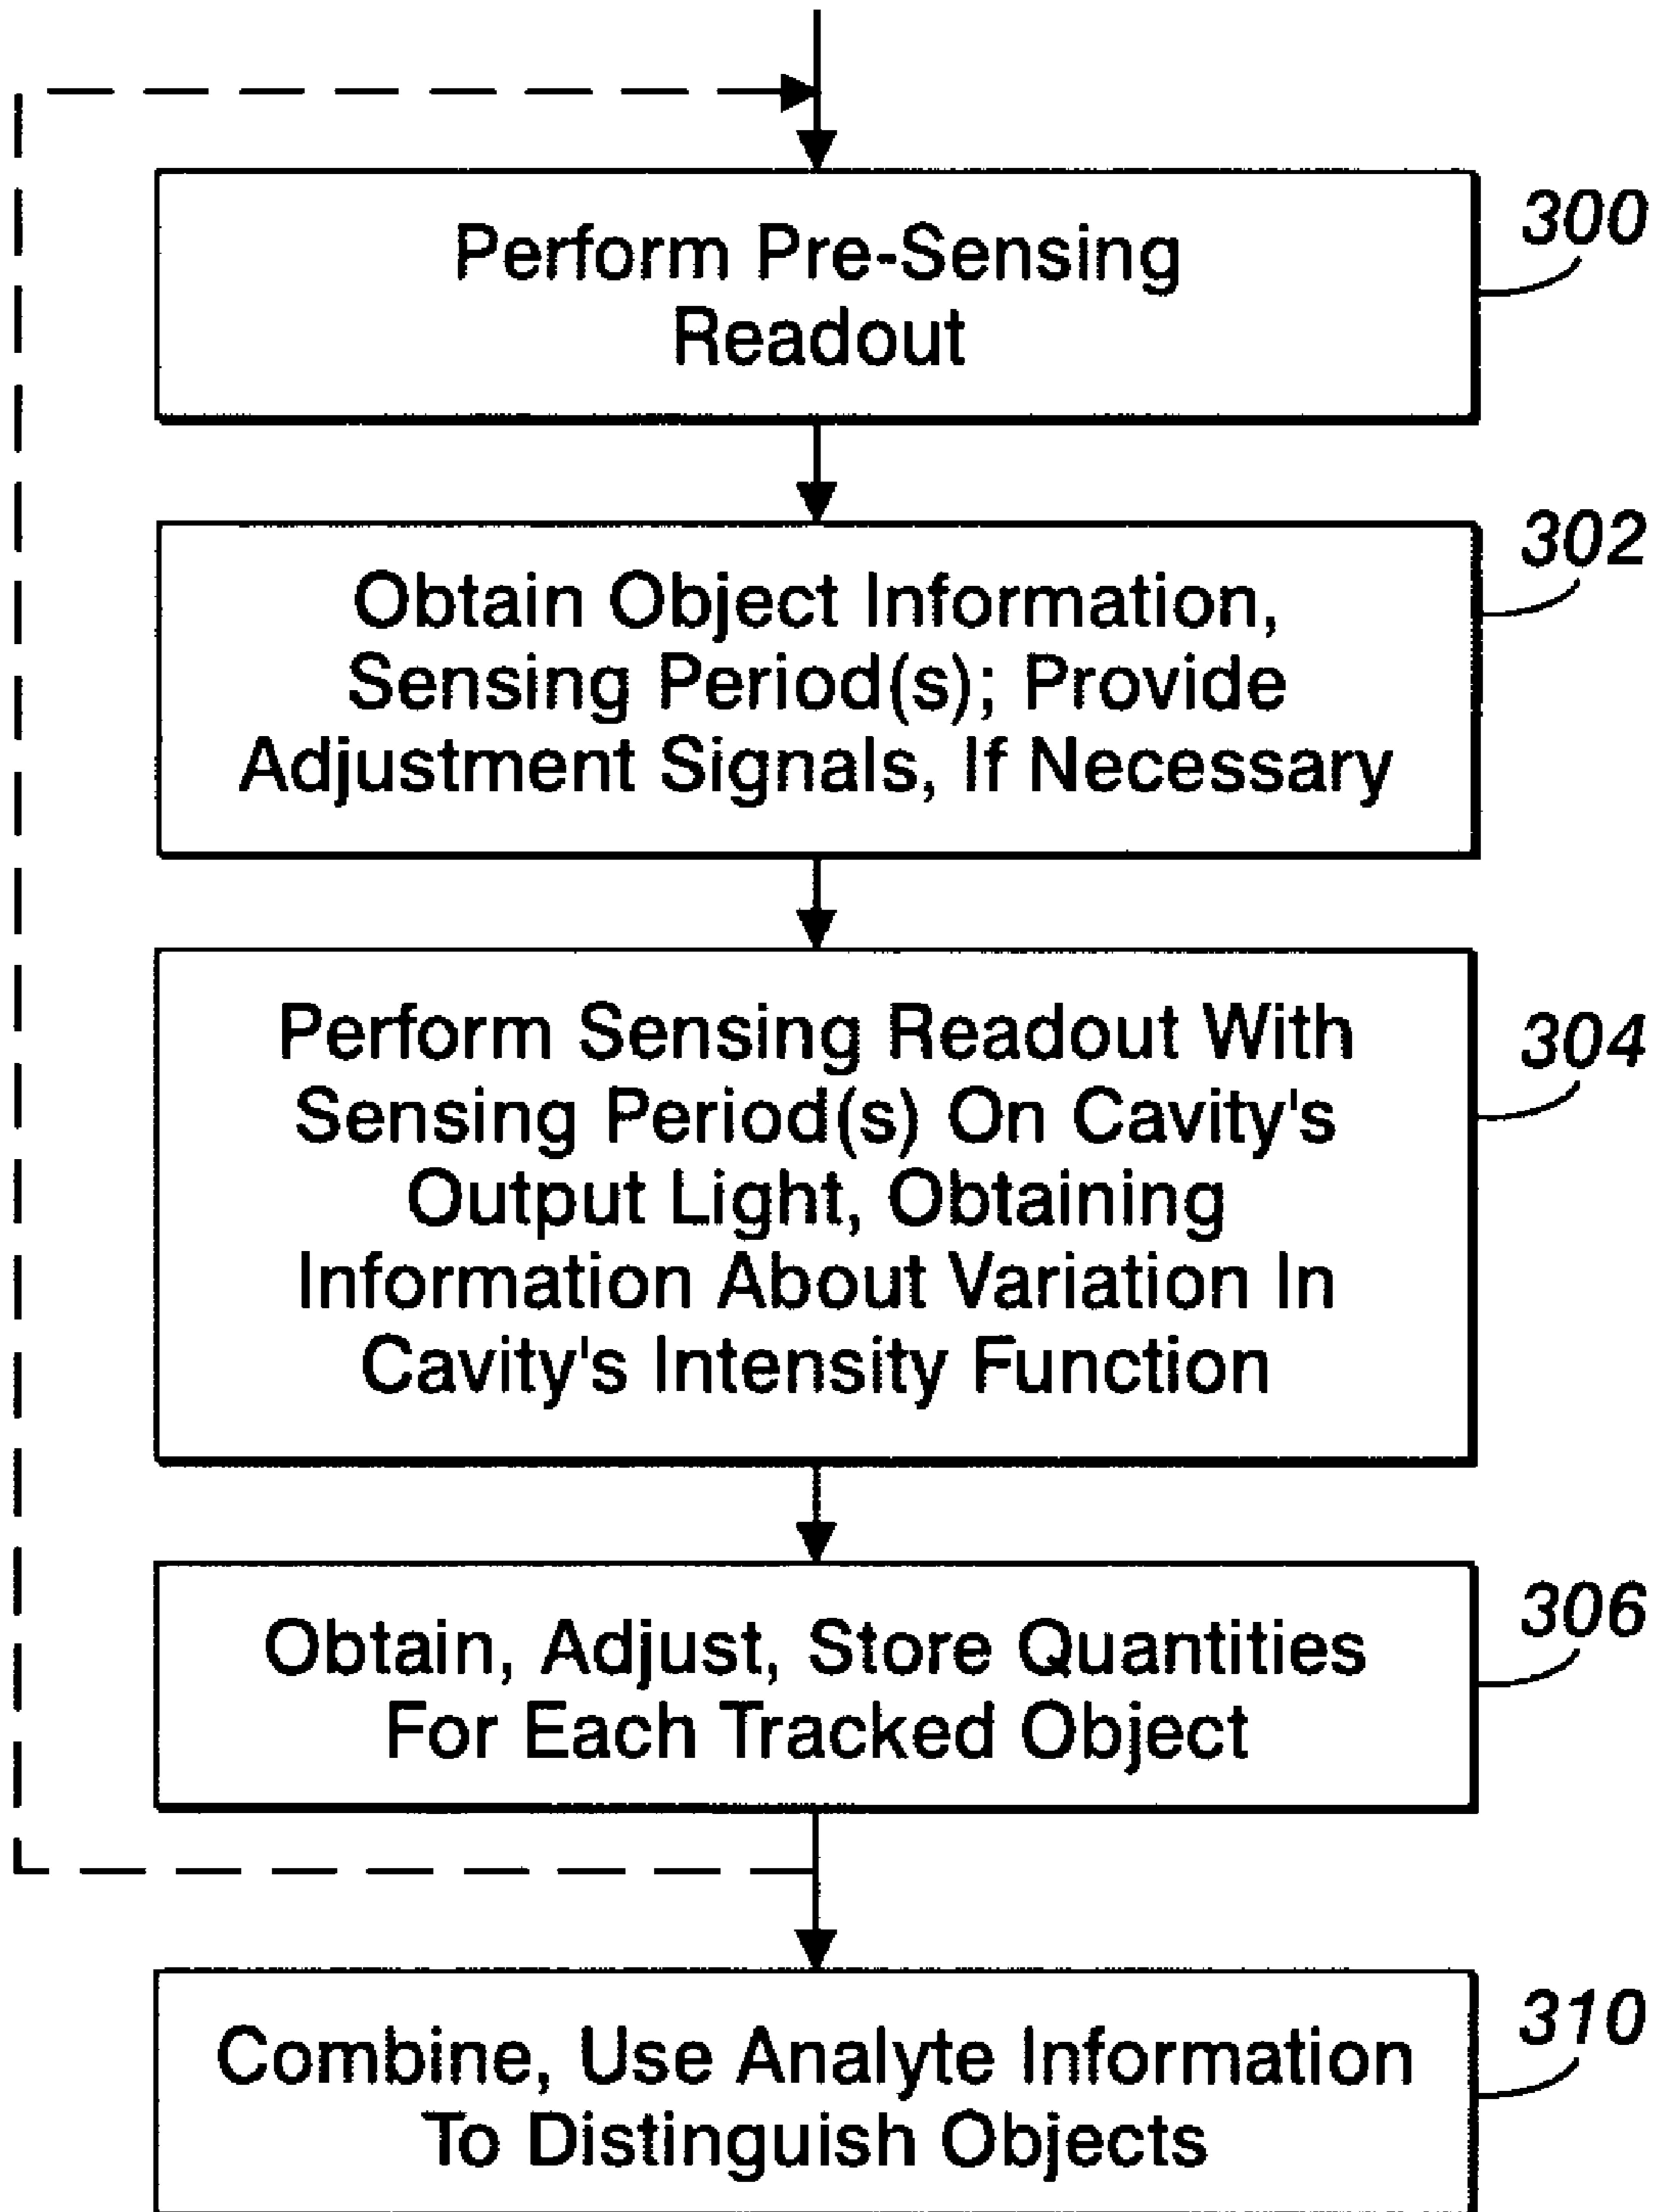 300
Perform Pre-Sensing
Readout
302
Obtain Object Information,
Sensing Period(s); Provide
Adjustment Signals, If Necessary
304
Perform Sensing Readout With
Sensing Period(s) On Cavity's
Output Light, Obtaining
Information About Variation In
Cavity's Intensity Function
306
Obtain, Adjust, Store Quantities
For Each Tracked Object
310
Combine, Use Analyte Information
To Distinguish Objects